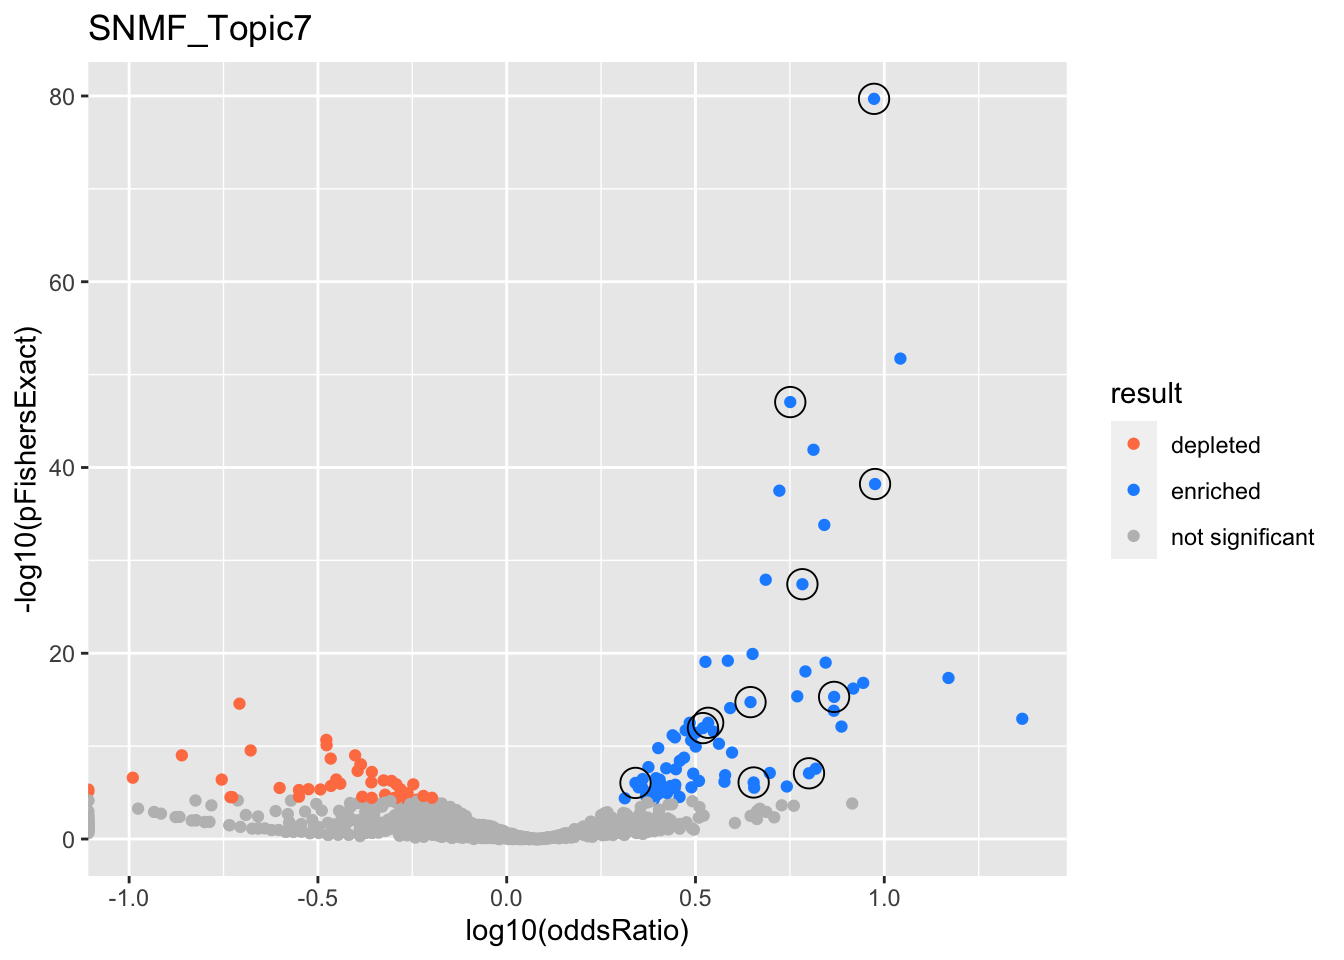 SNMF_Topic7
80
60
40
20
0
-log10(pFishersExact)
-1.0
-0.5
0.0
0.5
1.0
log10(oddsRatio)
result
depleted
enriched
not significant